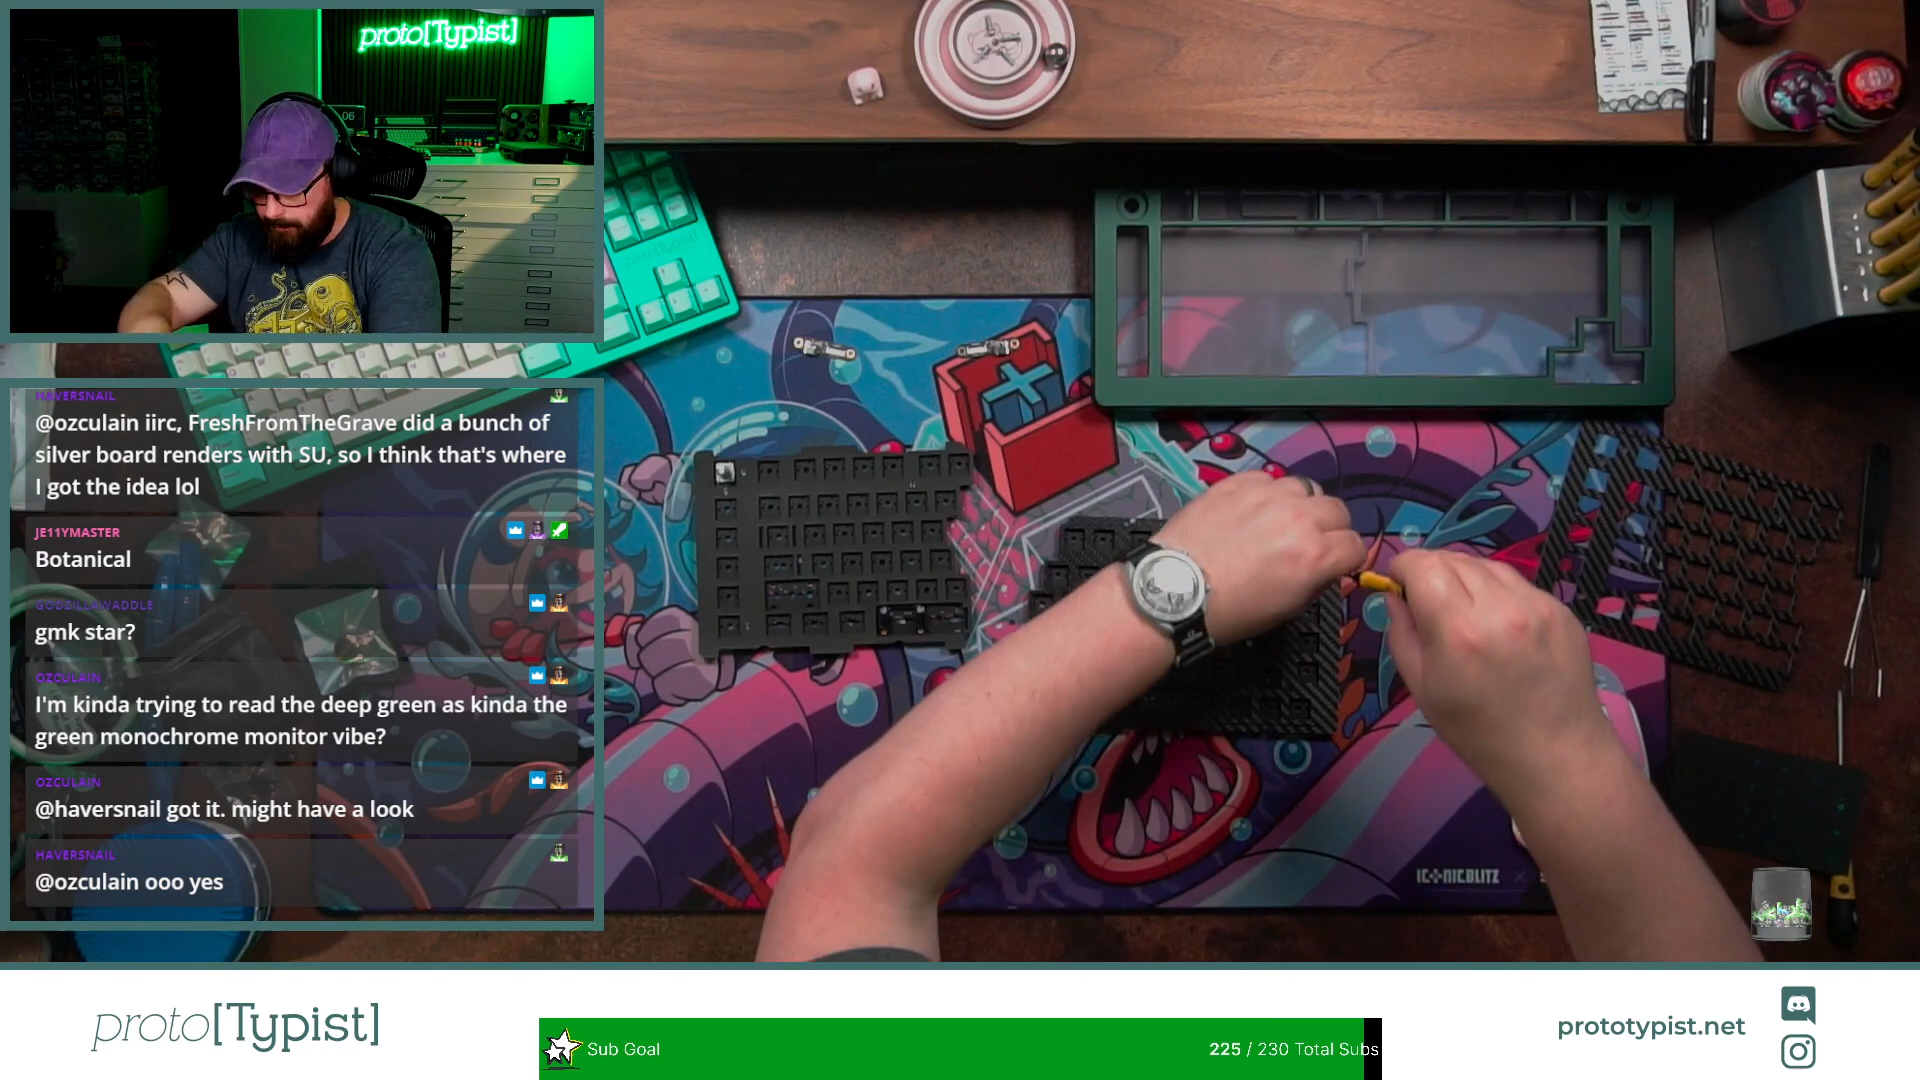 proto[Typist]
06
HAVERSNAIL
@ozculain iirc, FreshFromTheGrave did a bunch of
silver board renders with SU, so I think that's where
I got the idea lol
JE11YMASTER
Botanical
GODZILLAWADDLE
gmk star?
OZCULAIN
I'm kinda trying to read the deep green as kinda the
green monochrome monitor vibe?
OZCULAIN
@haversnail got it. might have a look
HAVERSNAIL
@ozculain ooo yes
proto[Typist]
Sub Goal
225 / 230 Total Subs
prototypist.net